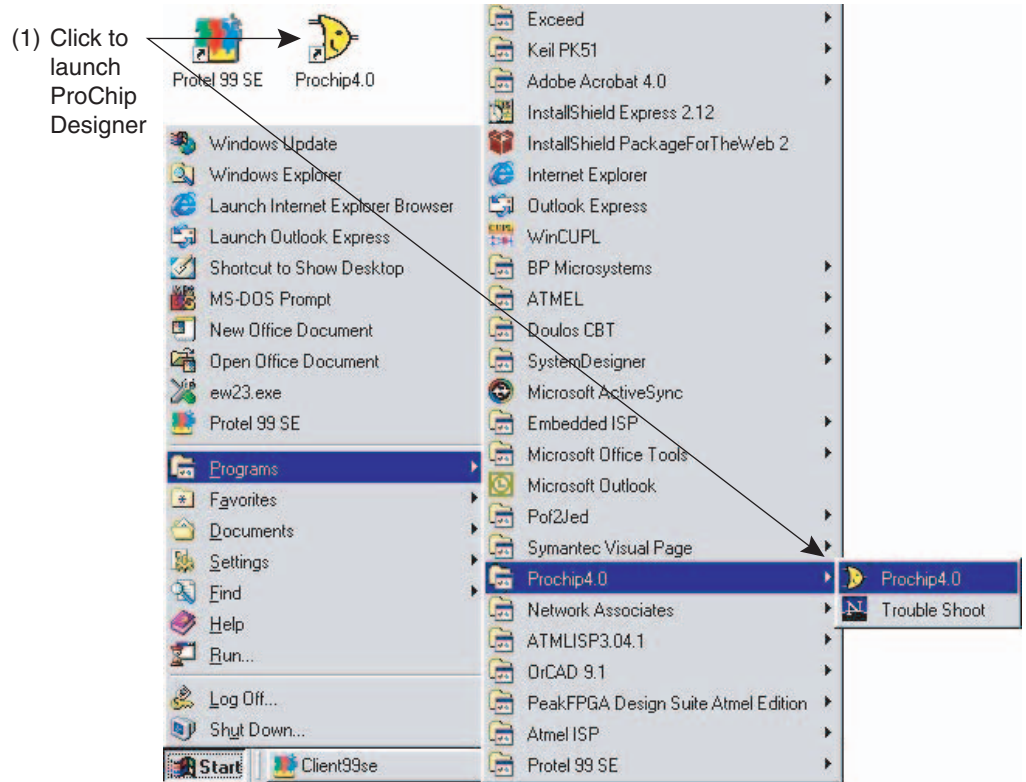 (1) Click to
launch
ProChip
Designer
Protel 99 SE
Prochip4.0
Windows Update
Windows Explorer
Launch Internet Explorer Browser
Launch Outlook Express
Shortcut to Show Desktop
MS-DOS Prompt
New Office Document
Open Office Document
ew23.exe
Protel 99 SE
Programs
Favorites
Documents
Settings
Find
Help
Run...
Log Off...
Shut Down...
Start
Client99se
Exceed
Keil PK51
Adobe Acrobat 4.0
InstallShield Express 2.12
InstallShield PackageForTheWeb 2
Internet Explorer
Outlook Express
WinCUPL
BP Microsystems
ATMEL
Doulos CBT
SystemDesigner
Microsoft ActiveSync
Embedded ISP
Microsoft Office Tools
Microsoft Outlook
Pof2Jed
Symantec Visual Page
Prochip4.0
Network Associates
ATMLISP3.04.1
OrCAD 9.1
PeakFPGA Design Suite Atmel Edition
Atmel ISP
Protel 99 SE
Prochip4.0
Trouble Shoot